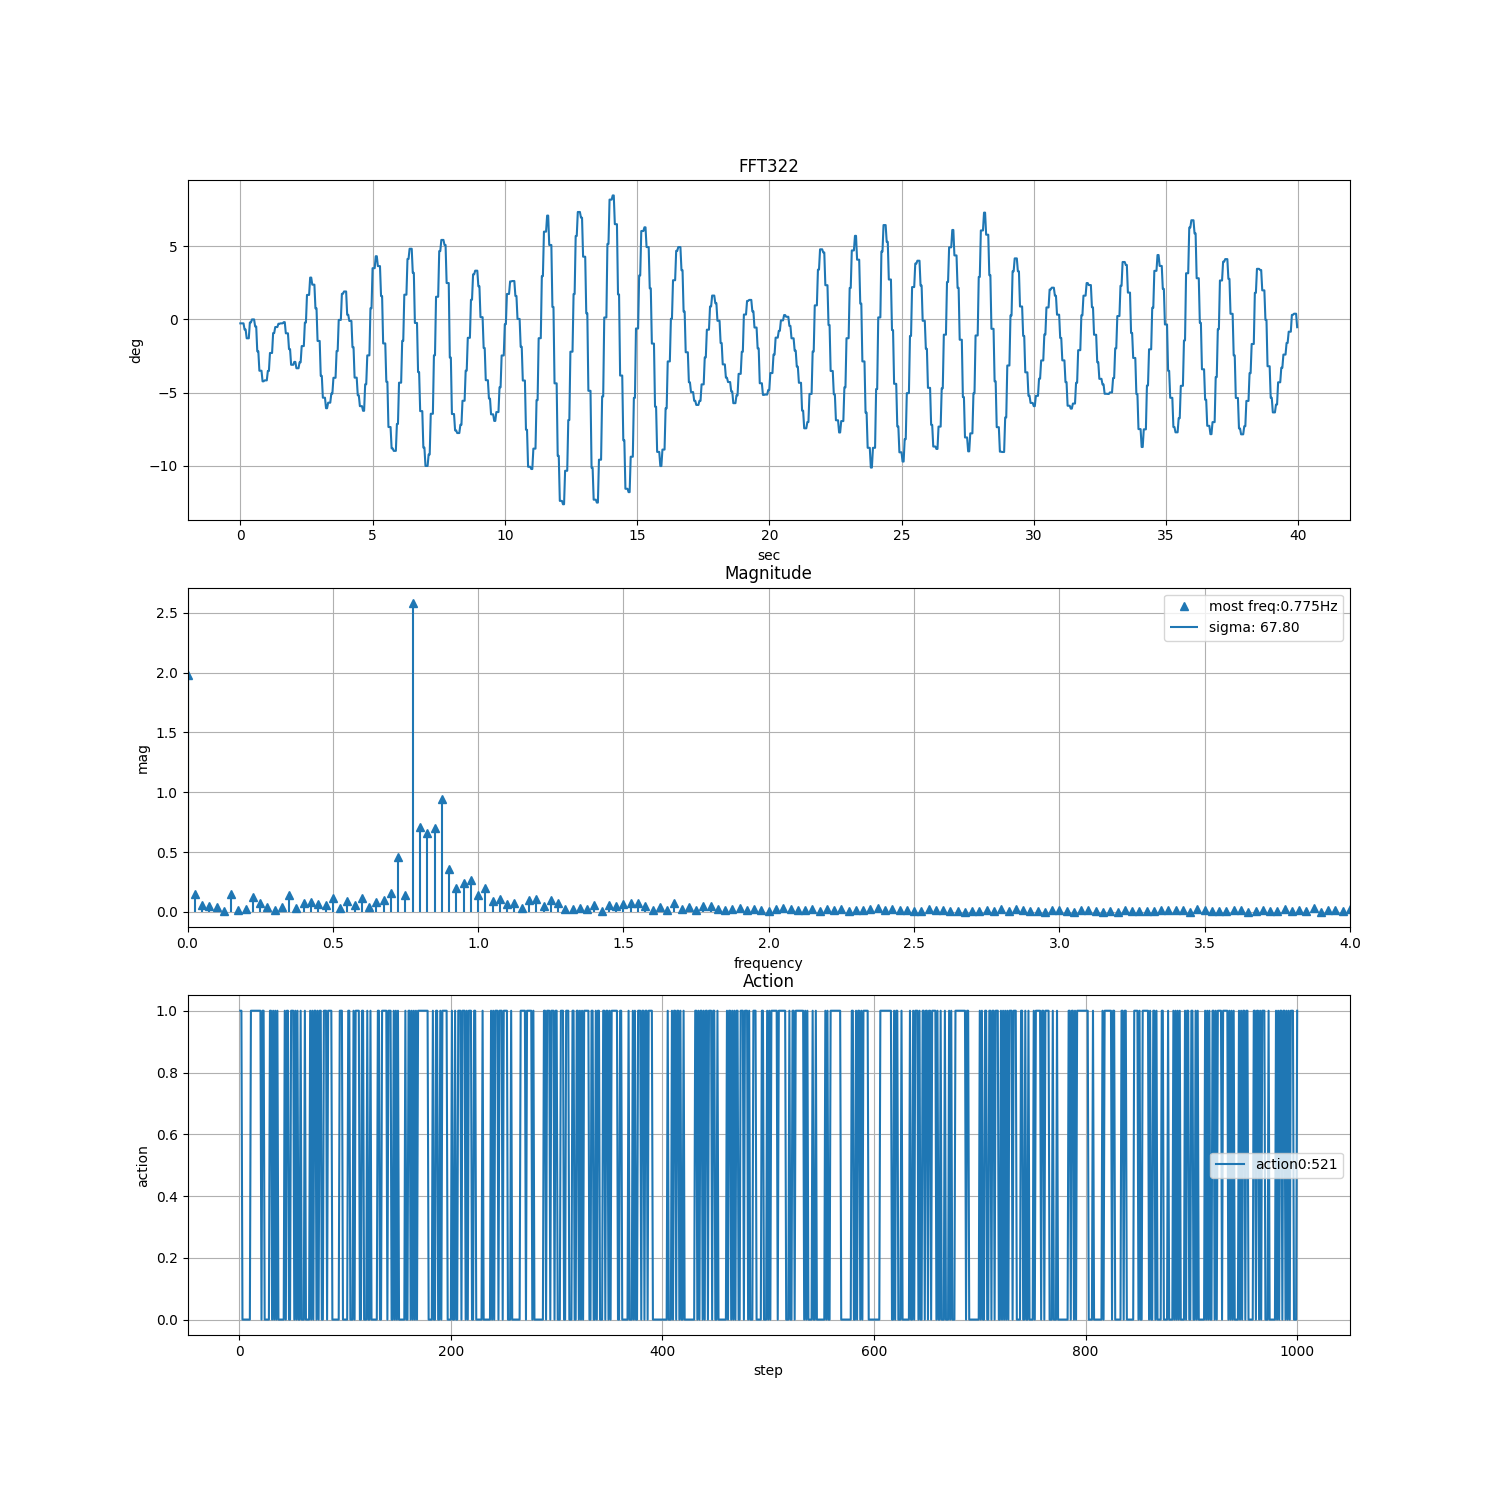 FFT322
5
0
−5
−10
deg
0 5 10 15 20 25 30 35 40
sec
Magnitude
most freq:0.775Hz
sigma: 67.80
2.5
2.0
1.5
1.0
0.5
0.0
mag
0.0 0.5 1.0 1.5 2.0 2.5 3.0 3.5 4.0
frequency
Action
1.0
0.8
0.6
0.4
0.2
0.0
action
action0:521
0 200 400 600 800 1000
step